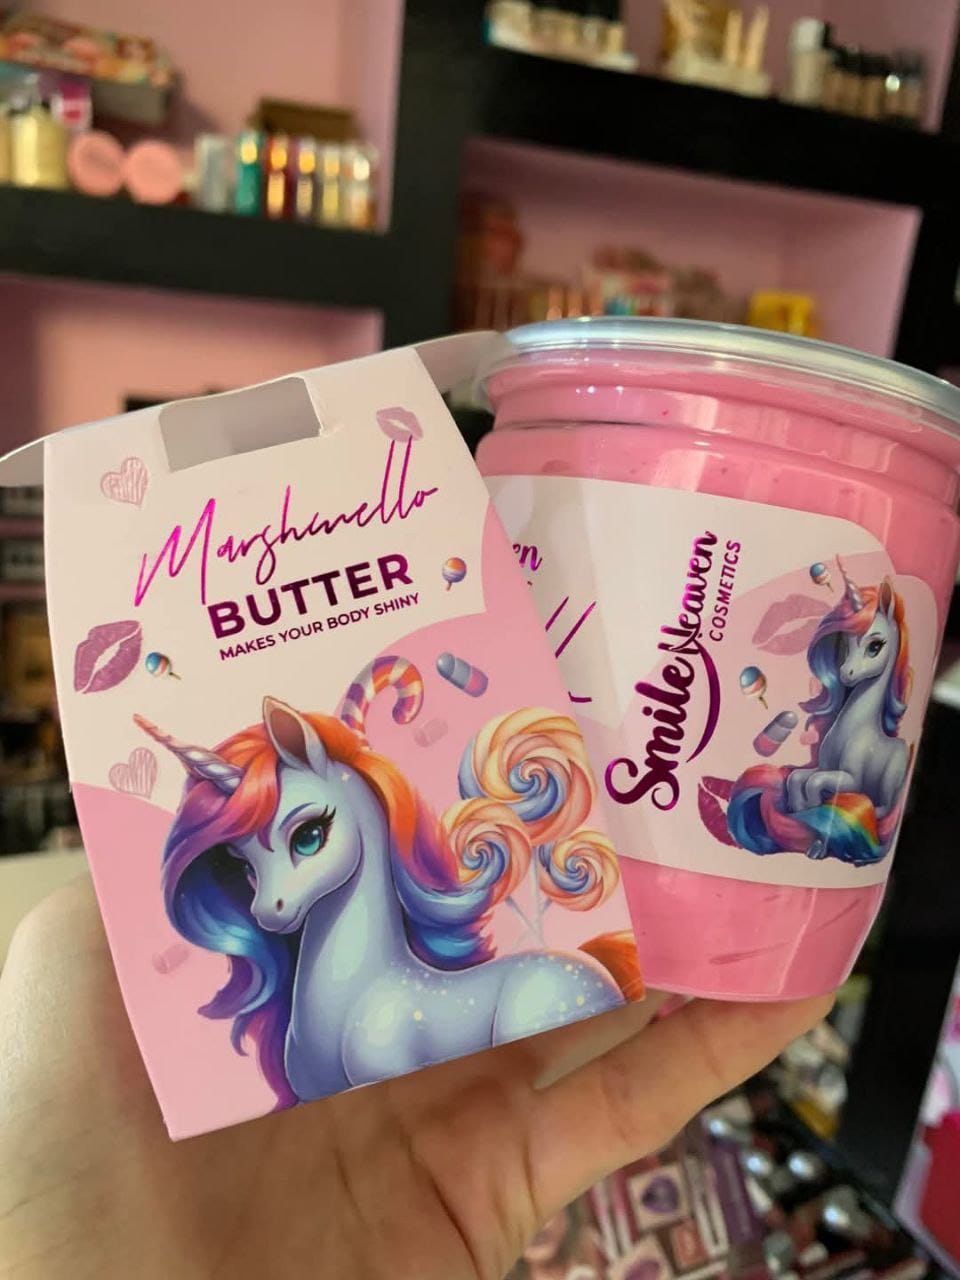 Marshmello
BUTTER
MAKES YOUR BODY SHINY
Smile Heaven
COSMETICS